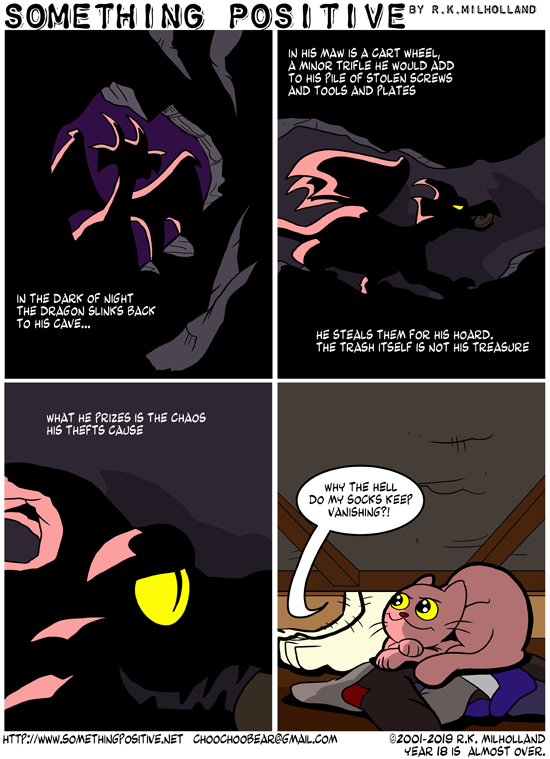 SOMETHING POSITIVE BY R.K.MILHOLLAND
IN THE DARK OF NIGHT
THE DRAGON SLINKS BACK
TO HIS CAVE...
IN HIS MAW IS A CART WHEEL,
A MINOR TRIFLE HE WOULD ADD
TO HIS PILE OF STOLEN SCREWS
AND TOOLS AND PLATES
HE STEALS THEM FOR HIS HOARD.
THE TRASH ITSELF IS NOT HIS TREASURE
WHAT HE PRIZES IS THE CHAOS
HIS THEFTS CAUSE
WHY THE HELL
DO MY SOCKS KEEP
VANISHING?!
HTTP://WWW.SOMETHINGPOSITIVE.NET CHOOCHOOBEAR@GMAIL.COM
©2001-2019 R.K. MILHOLLAND
YEAR 18 IS ALMOST OVER.